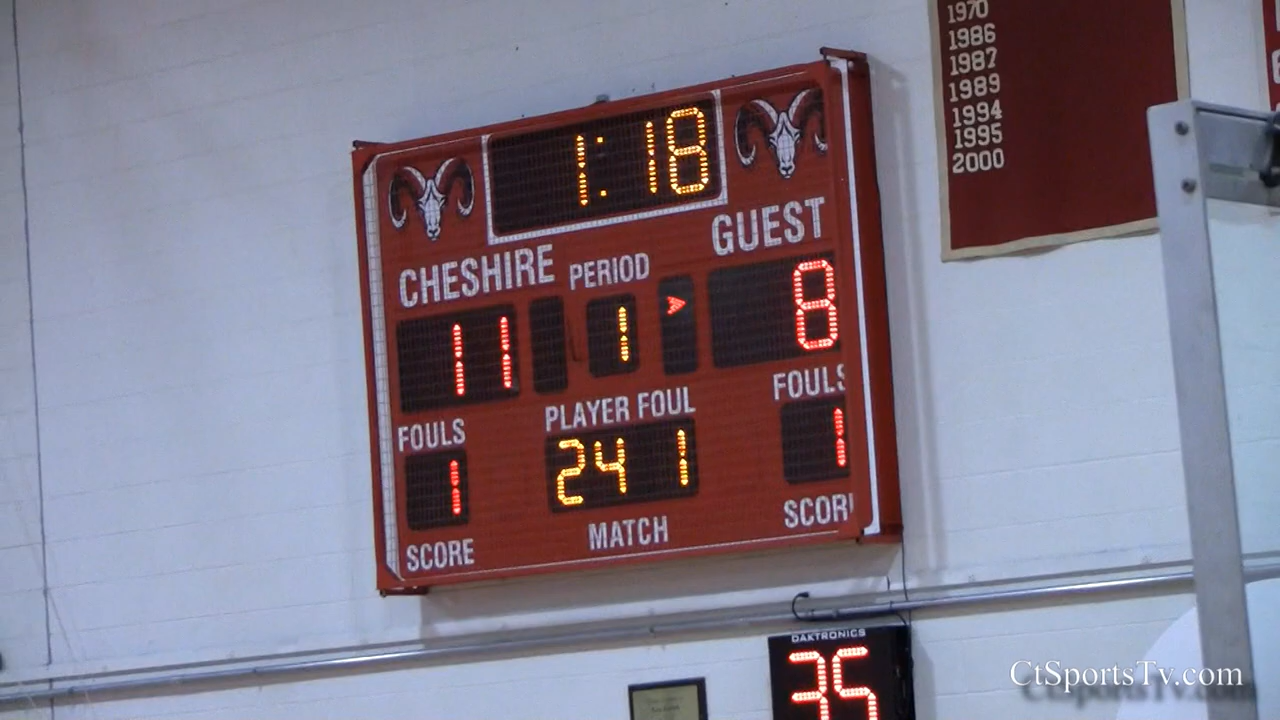 1970
1986
1987
1989
1994
1995
2000
1:18
CHESHIRE
PERIOD
GUEST
11
1
8
FOULS
PLAYER FOUL
FOULS
1
24 1
1
SCORE
MATCH
SCOR
DAKTRONICS
35
CtSportsTv.com